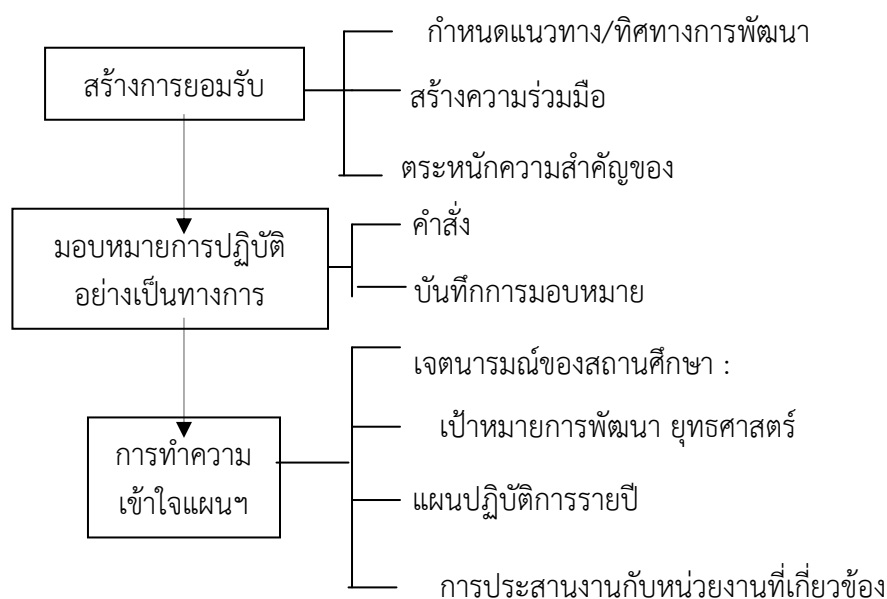 กำหนดแนวทาง/ทิศทางการพัฒนา
สร้างการยอมรับ
สร้างความร่วมมือ
ตระหนักความสำคัญของ
มอบหมายการปฏิบัติ
อย่างเป็นทางการ
คำสั่ง
บันทึกการมอบหมาย
เจตนารมณ์ของสถานศึกษา :
เป้าหมายการพัฒนา ยุทธศาสตร์
การทำความ
เข้าใจแผนฯ
แผนปฏิบัติการรายปี
การประสานงานกับหน่วยงานที่เกี่ยวข้อง